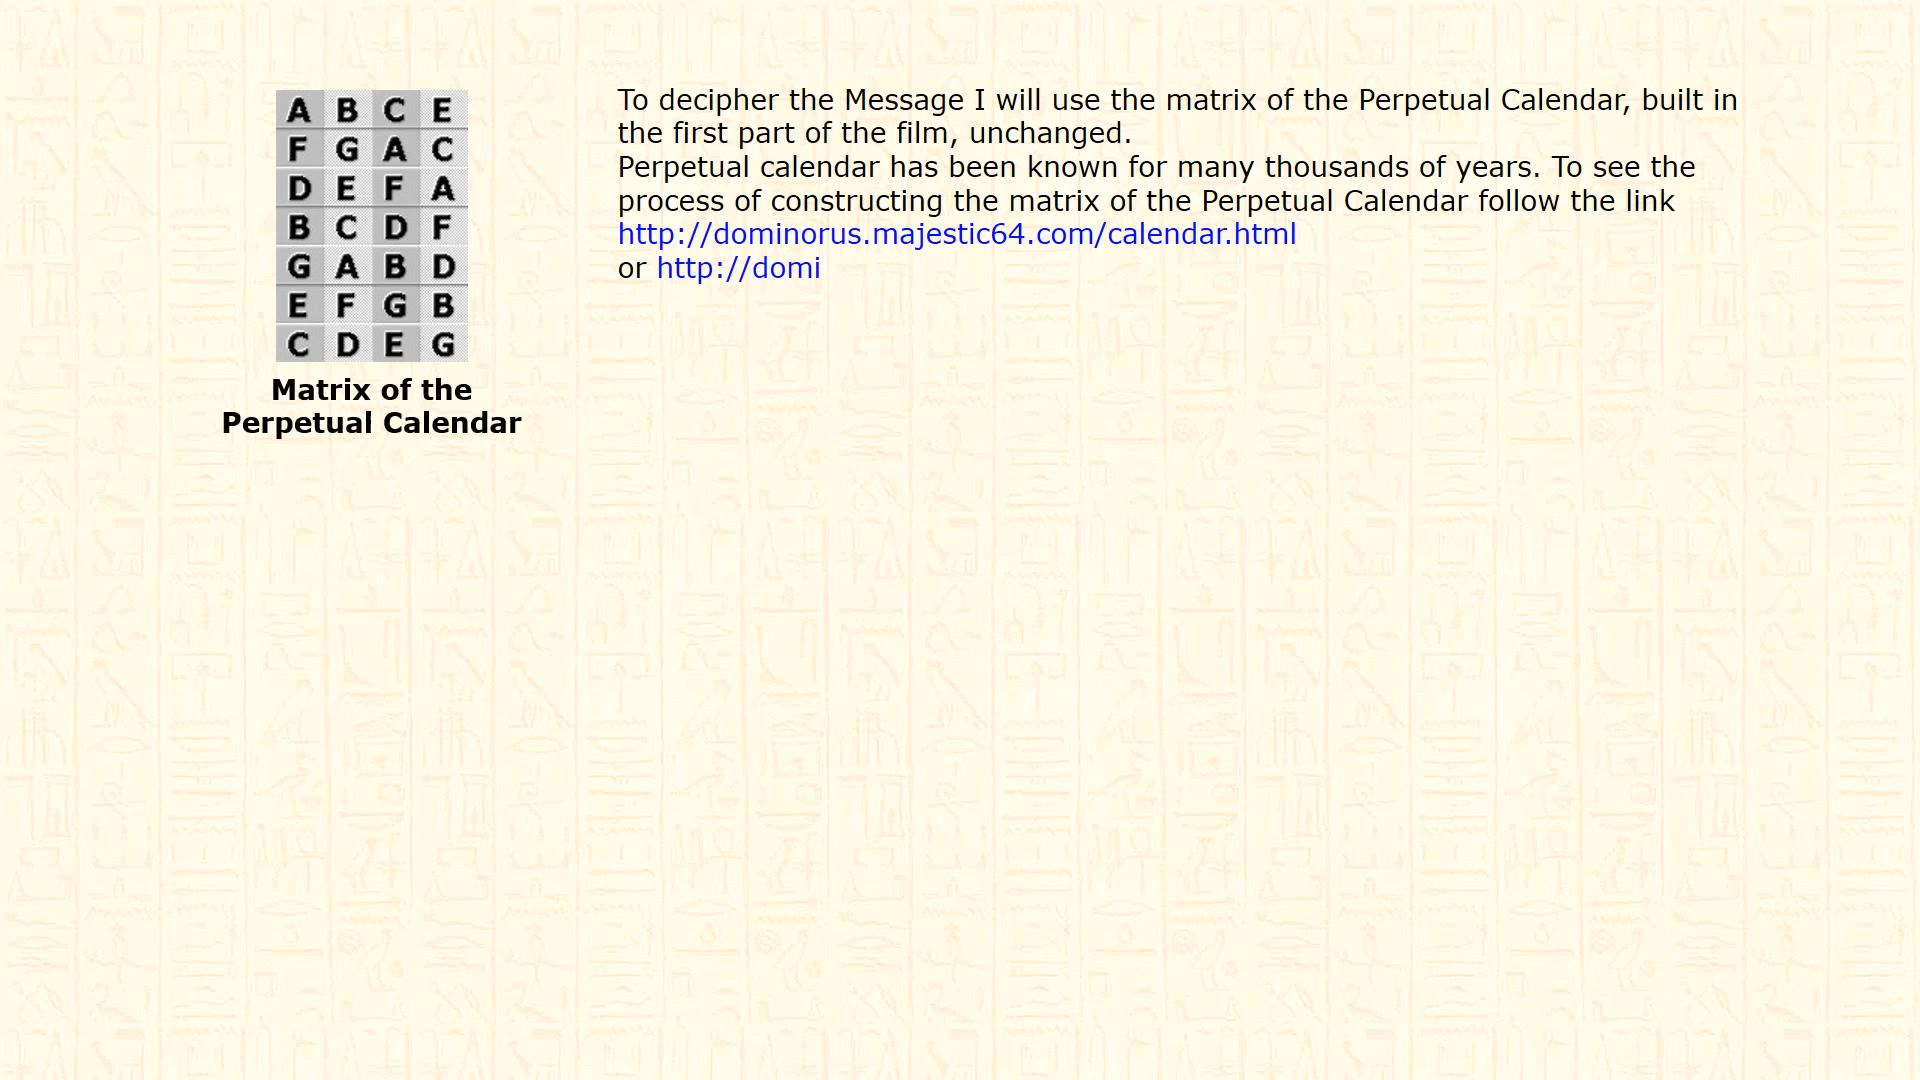 A B C E
F G A C
D E F A
B C D F
G A B D
E F G B
C D E G
Matrix of the
Perpetual Calendar
To decipher the Message I will use the matrix of the Perpetual Calendar, built in
the first part of the film, unchanged.
Perpetual calendar has been known for many thousands of years. To see the
process of constructing the matrix of the Perpetual Calendar follow the link
http://dominorus.majestic64.com/calendar.html
or http://domi